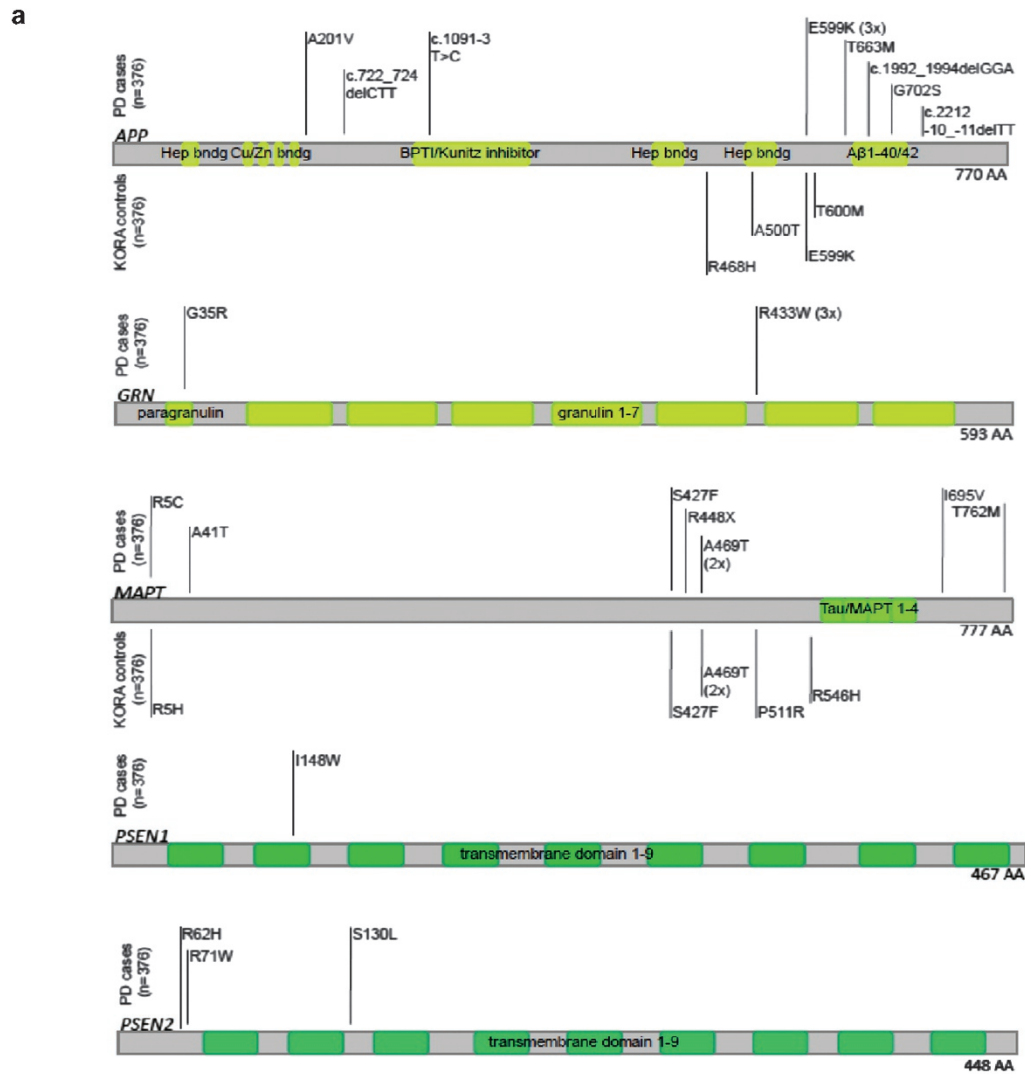 a
PD cases
(n=376)
A201V
c.722_724
delCTT
c.1091-3
T>C
E599K (3x)
T663M
c.1992_1994delGGA
G702S
c.2212
-10_-11delTT
APP
Hep bndg Cu/Zn bndg BPTI/Kunitz inhibitor Hep bndg Hep bndg Aβ1-40/42
770 AA
KORA controls
(n=376)
R468H
A500T
E599K
T600M
PD cases
(n=376)
G35R
R433W (3x)
GRN
paragranulin granulin 1-7
593 AA
PD cases
(n=376)
R5C
A41T
S427F
R448X
A469T
(2x)
I695V
T762M
MAPT
Tau/MAPT 1-4
777 AA
KORA controls
(n=376)
R5H
S427F
A469T
(2x)
P511R
R546H
PD cases
(n=376)
I148W
PSEN1
transmembrane domain 1-9
467 AA
PD cases
(n=376)
R62H
R71W
S130L
PSEN2
transmembrane domain 1-9
448 AA